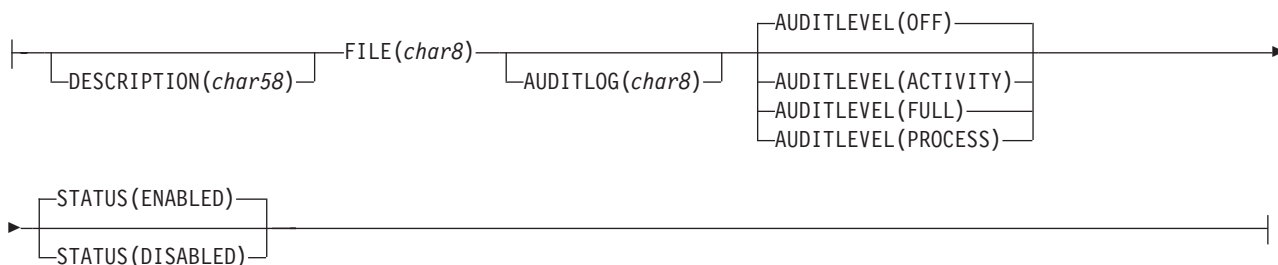 AUDITLEVEL(OFF)
FILE(char8)
DESCRIPTION(char58)
AUDITLOG(char8)
AUDITLEVEL(ACTIVITY)
AUDITLEVEL(FULL)
AUDITLEVEL(PROCESS)
STATUS(ENABLED)
STATUS(DISABLED)